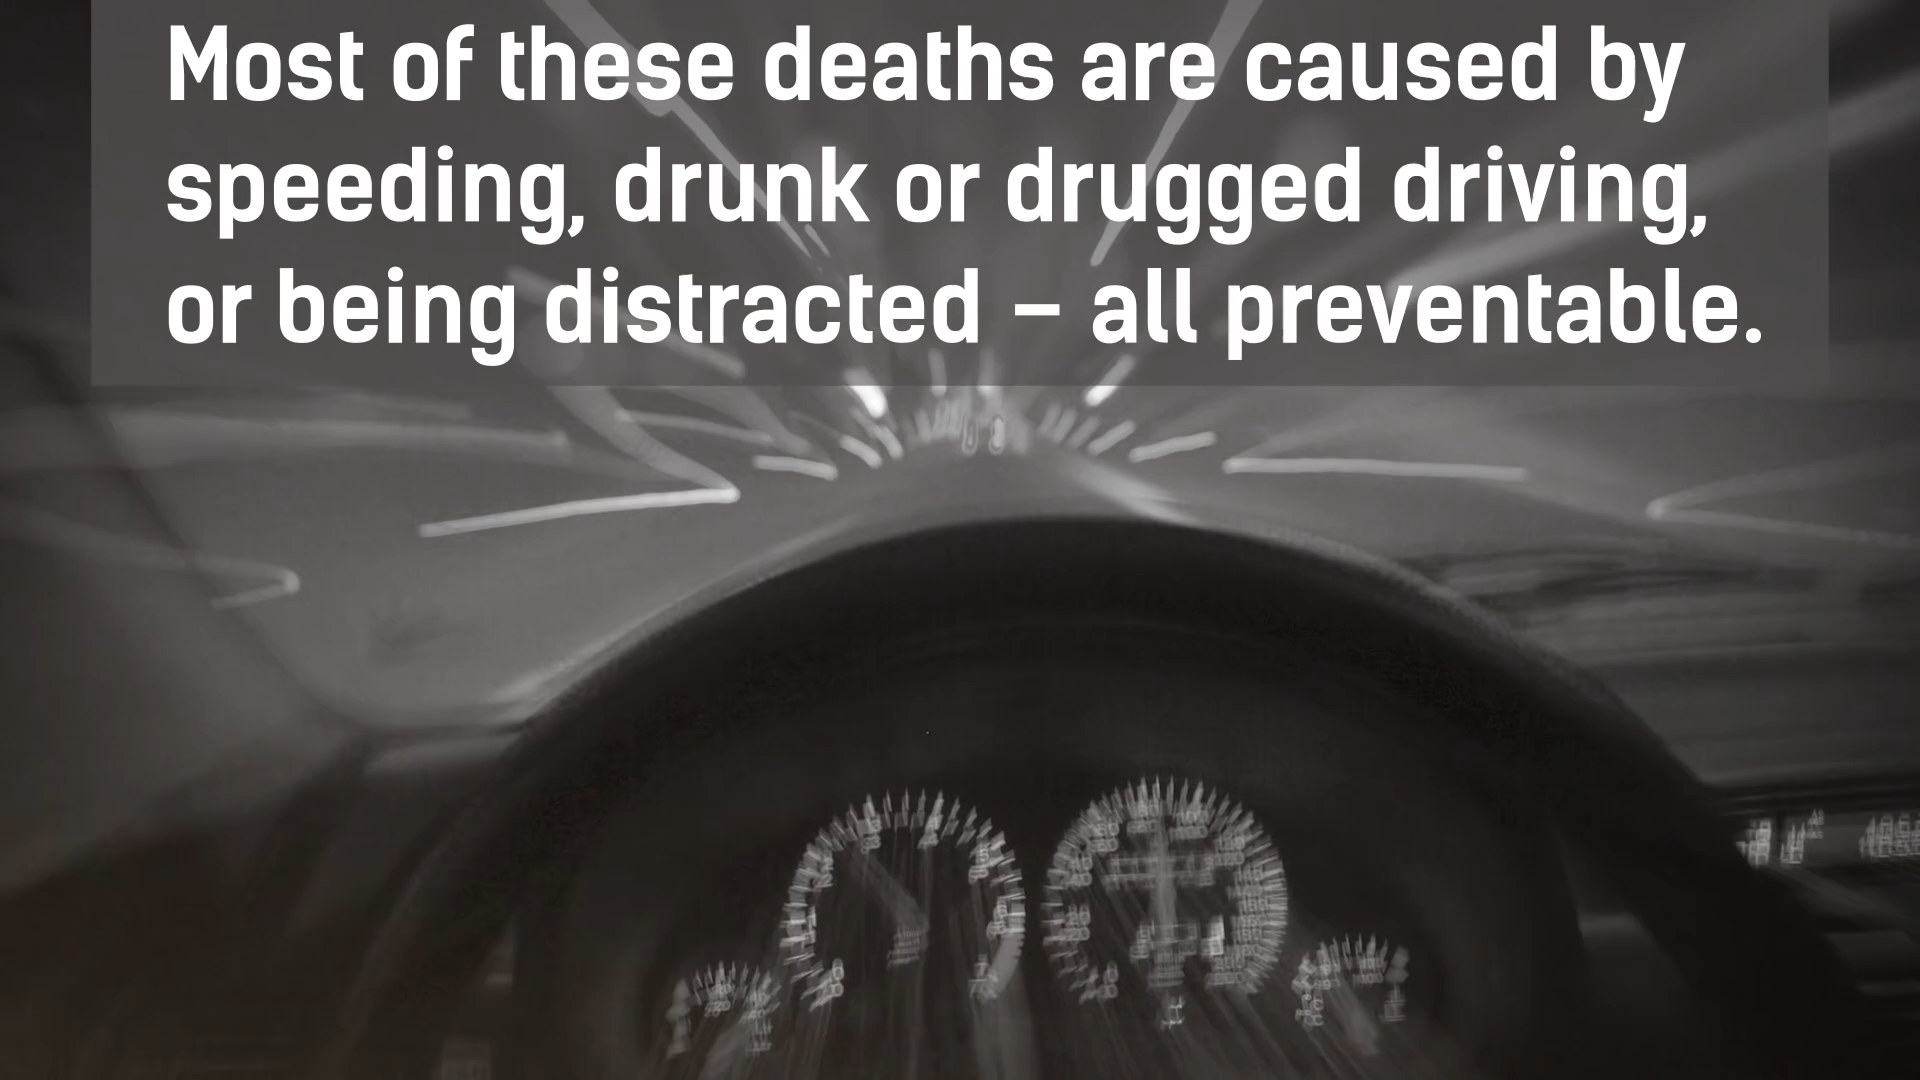 Most of these deaths are caused by
speeding, drunk or drugged driving,
or being distracted – all preventable.